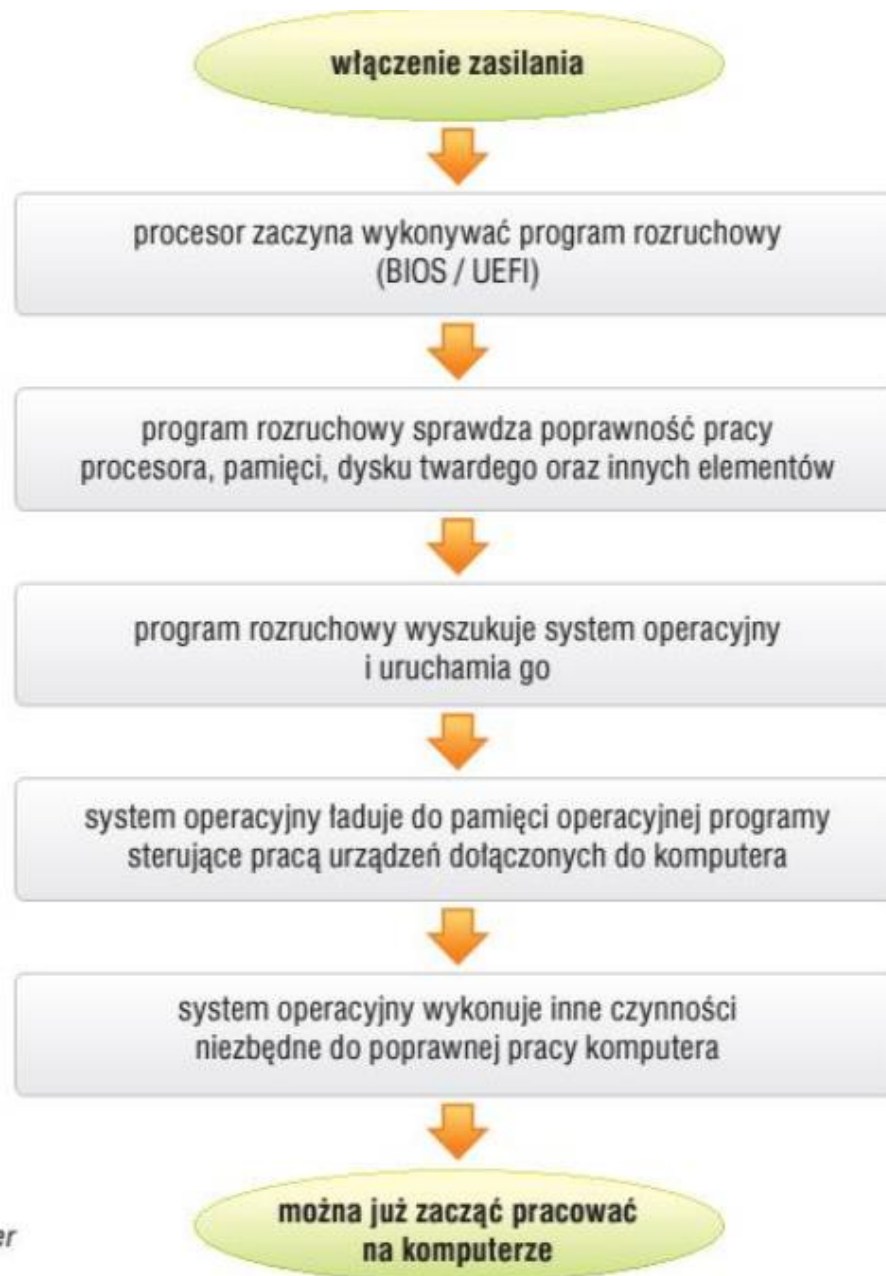 włączenie zasilania
procesor zaczyna wykonywać program rozruchowy
(BIOS / UEFI)
program rozruchowy sprawdza poprawność pracy
procesora, pamięci, dysku twardego oraz innych elementów
program rozruchowy wyszukuje system operacyjny
i uruchamia go
system operacyjny ładuje do pamięci operacyjnej programy
sterujące pracą urządzeń dołączonych do komputera
system operacyjny wykonuje inne czynności
niezbędne do poprawnej pracy komputera
można już zacząć pracować
na komputerze